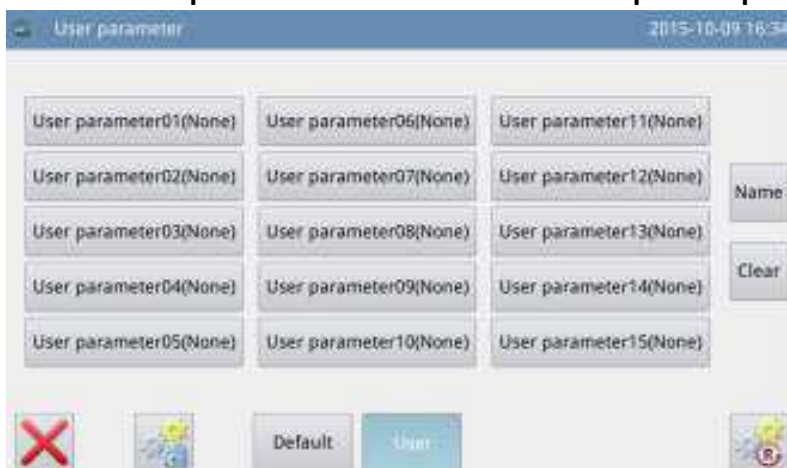 User parameter 2015-10-09 16:34
User parameter01(None) User parameter06(None) User parameter11(None)
User parameter02(None) User parameter07(None) User parameter12(None)
Name
User parameter03(None) User parameter08(None) User parameter13(None)
Clear
User parameter04(None) User parameter09(None) User parameter14(None)
User parameter05(None) User parameter10(None) User parameter15(None)
Default User
R